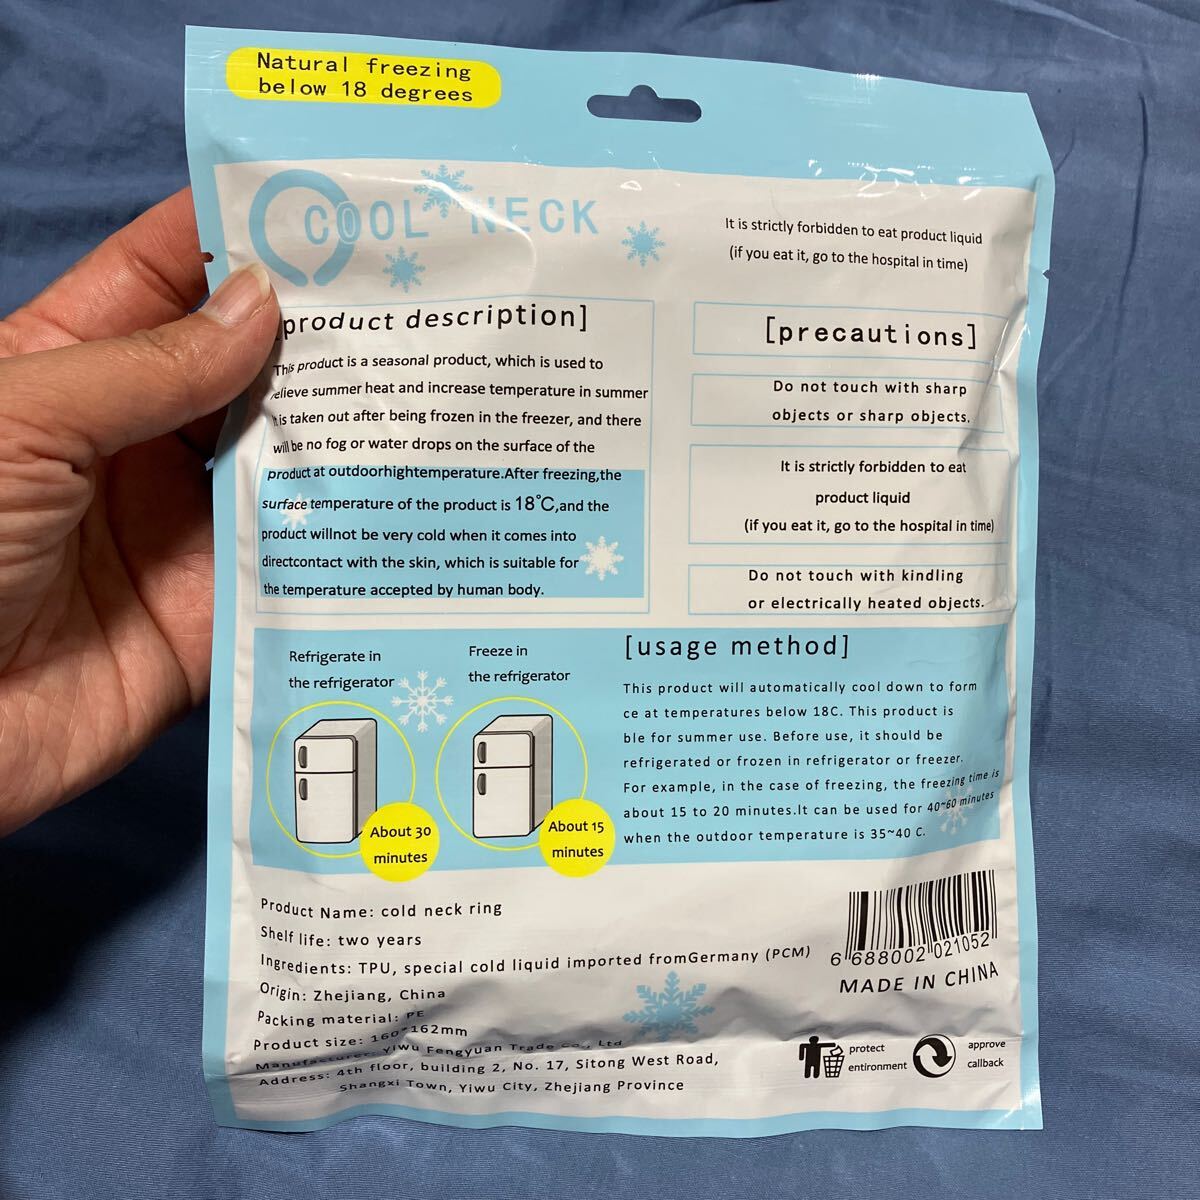 Natural freezing
below 18 degrees
COOL NECK
It is strictly forbidden to eat product liquid
(if you eat it, go to the hospital in time)
[product description]
This product is a seasonal product, which is used to
relieve summer heat and increase temperature in summer
It is taken out after being frozen in the freezer, and there
will be no fog or water drops on the surface of the
product at outdoorhightemperature.After freezing,the
surface temperature of the product is 18°C,and the
product willnot be very cold when it comes into
directcontact with the skin, which is suitable for
the temperature accepted by human body.
[precautions]
Do not touch with sharp
objects or sharp objects.
It is strictly forbidden to eat
product liquid
(if you eat it, go to the hospital in time)
Do not touch with kindling
or electrically heated objects.
Refrigerate in
the refrigerator
About 30
minutes
Freeze in
the refrigerator
About 15
minutes
[usage method]
This product will automatically cool down to form
ce at temperatures below 18C. This product is
ble for summer use. Before use, it should be
refrigerated or frozen in refrigerator or freezer.
For example, in the case of freezing, the freezing time is
about 15 to 20 minutes.It can be used for 40~60 minutes
when the outdoor temperature is 35~40 C.
Product Name: cold neck ring
Shelf life: two years
Ingredients: TPU, special cold liquid imported fromGermany (PCM)
Origin: Zhejiang, China
Packing material: PE
Product size: 160*162mm
Manufacturer: Yiwu Fengyuan Trade co., Ltd
Address: 4th floor, building 2, No. 17, Sitong West Road,
Shangxi Town, Yiwu City, Zhejiang Province
6 688002 021052
MADE IN CHINA
protect
entironment
approve
callback